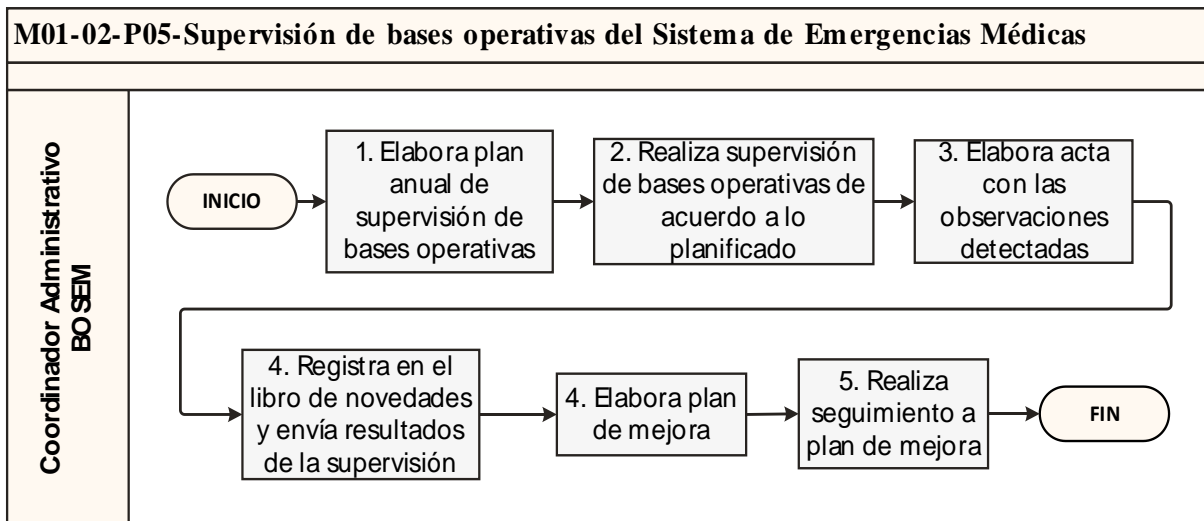 M01-02-P05-Supervisión de bases operativas del Sistema de Emergencias Médicas
Coordinador Administrativo
BOSEM
INICIO
1. Elabora plan
anual de
supervisión de
bases operativas
2. Realiza supervisión
de bases operativas de
acuerdo a lo
planificado
3. Elabora acta
con las
observaciones
detectadas
4. Registra en el
libro de novedades
y envía resultados
de la supervisión
4. Elabora plan
de mejora
5. Realiza
seguimiento a
plan de mejora
FIN